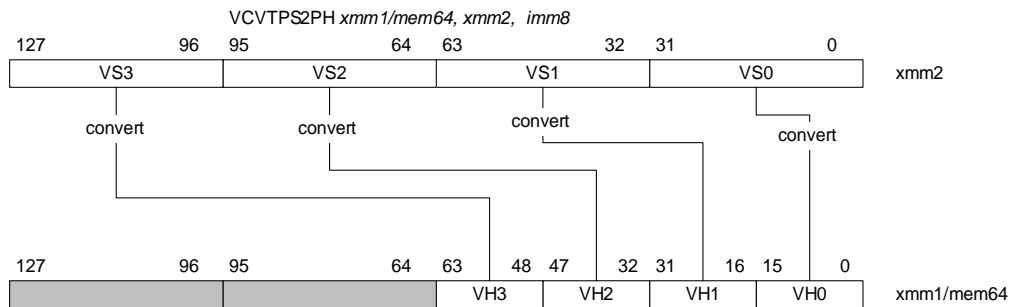 VCVTPS2PH xmm1/mem64, xmm2, imm8
127 96 95 64 63 32 31 0
VS3 VS2 VS1 VS0 xmm2
convert convert convert convert
127 96 95 64 63 48 47 32 31 16 15 0
VH3 VH2 VH1 VH0 xmm1/mem64